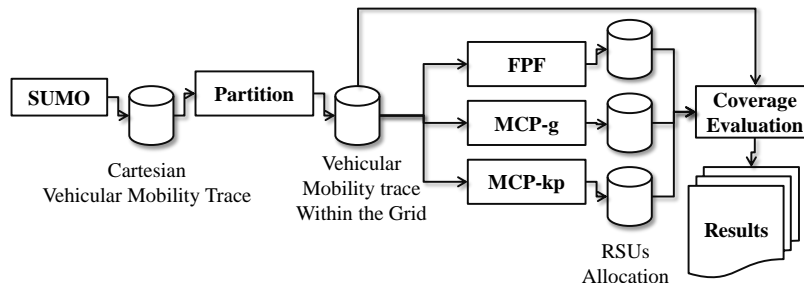 SUMO
Cartesian
Vehicular Mobility Trace
Partition
Vehicular
Mobility trace
Within the Grid
FPF
MCP-g
MCP-kp
RSUs
Allocation
Coverage
Evaluation
Results